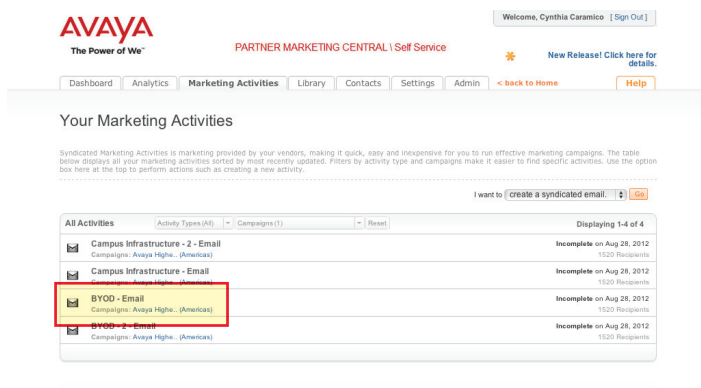 Welcome, Cynthia Caramico [ Sign Out ]
AVAYA
The Power of We™
PARTNER MARKETING CENTRAL \ Self Service
New Release! Click here for details.
Dashboard Analytics Marketing Activities Library Contacts Settings Admin < back to Home Help
Your Marketing Activities
Syndicated Marketing Activities is marketing provided by your vendors, making it quick, easy and inexpensive for you to run effective marketing campaigns. The table
below displays all your marketing activities sorted by most recently updated. Filters by activity type and campaigns make it easier to find specific activities. Use the option
box here at the top to perform actions such as creating a new activity.
I want to create a syndicated email. Go
All Activities Activity Types (All) Campaigns (1) Reset Displaying 1-4 of 4
Campus Infrastructure - 2 - Email Incomplete on Aug 28, 2012
Campaigns: Avaya Highe.. (Americas) 1520 Recipients
Campus Infrastructure - Email Incomplete on Aug 28, 2012
Campaigns: Avaya Highe.. (Americas) 1520 Recipients
BYOD - Email Incomplete on Aug 28, 2012
Campaigns: Avaya Highe.. (Americas) 1520 Recipients
BYOD - 2 - Email Incomplete on Aug 28, 2012
Campaigns: Avaya Highe.. (Americas) 1520 Recipients